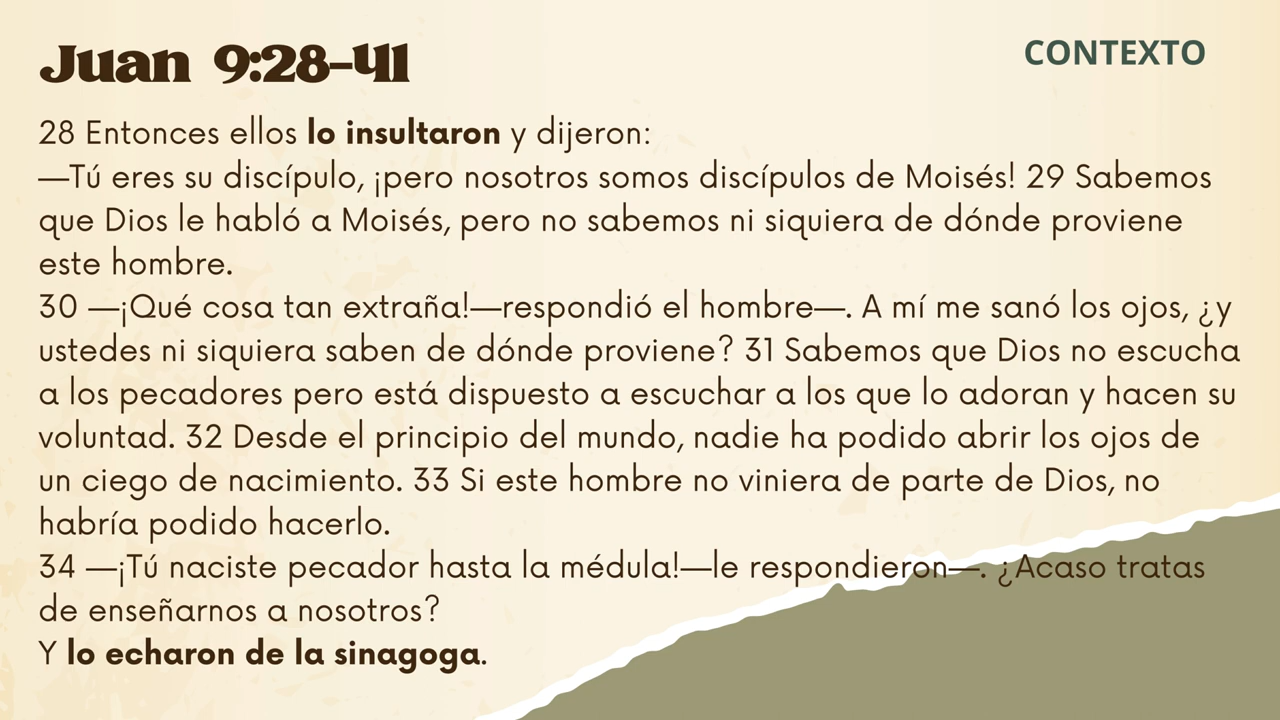 Juan 9:28-41
CONTEXTO
28 Entonces ellos lo insultaron y dijeron:
—Tú eres su discípulo, ¡pero nosotros somos discípulos de Moisés! 29 Sabemos
que Dios le habló a Moisés, pero no sabemos ni siquiera de dónde proviene
este hombre.
30 —¡Qué cosa tan extraña!—respondió el hombre—. A mí me sanó los ojos, ¿y
ustedes ni siquiera saben de dónde proviene? 31 Sabemos que Dios no escucha
a los pecadores pero está dispuesto a escuchar a los que lo adoran y hacen su
voluntad. 32 Desde el principio del mundo, nadie ha podido abrir los ojos de
un ciego de nacimiento. 33 Si este hombre no viniera de parte de Dios, no
habría podido hacerlo.
34 —¡Tú naciste pecador hasta la médula!—le respondieron—. ¿Acaso tratas
de enseñarnos a nosotros?
Y lo echaron de la sinagoga.